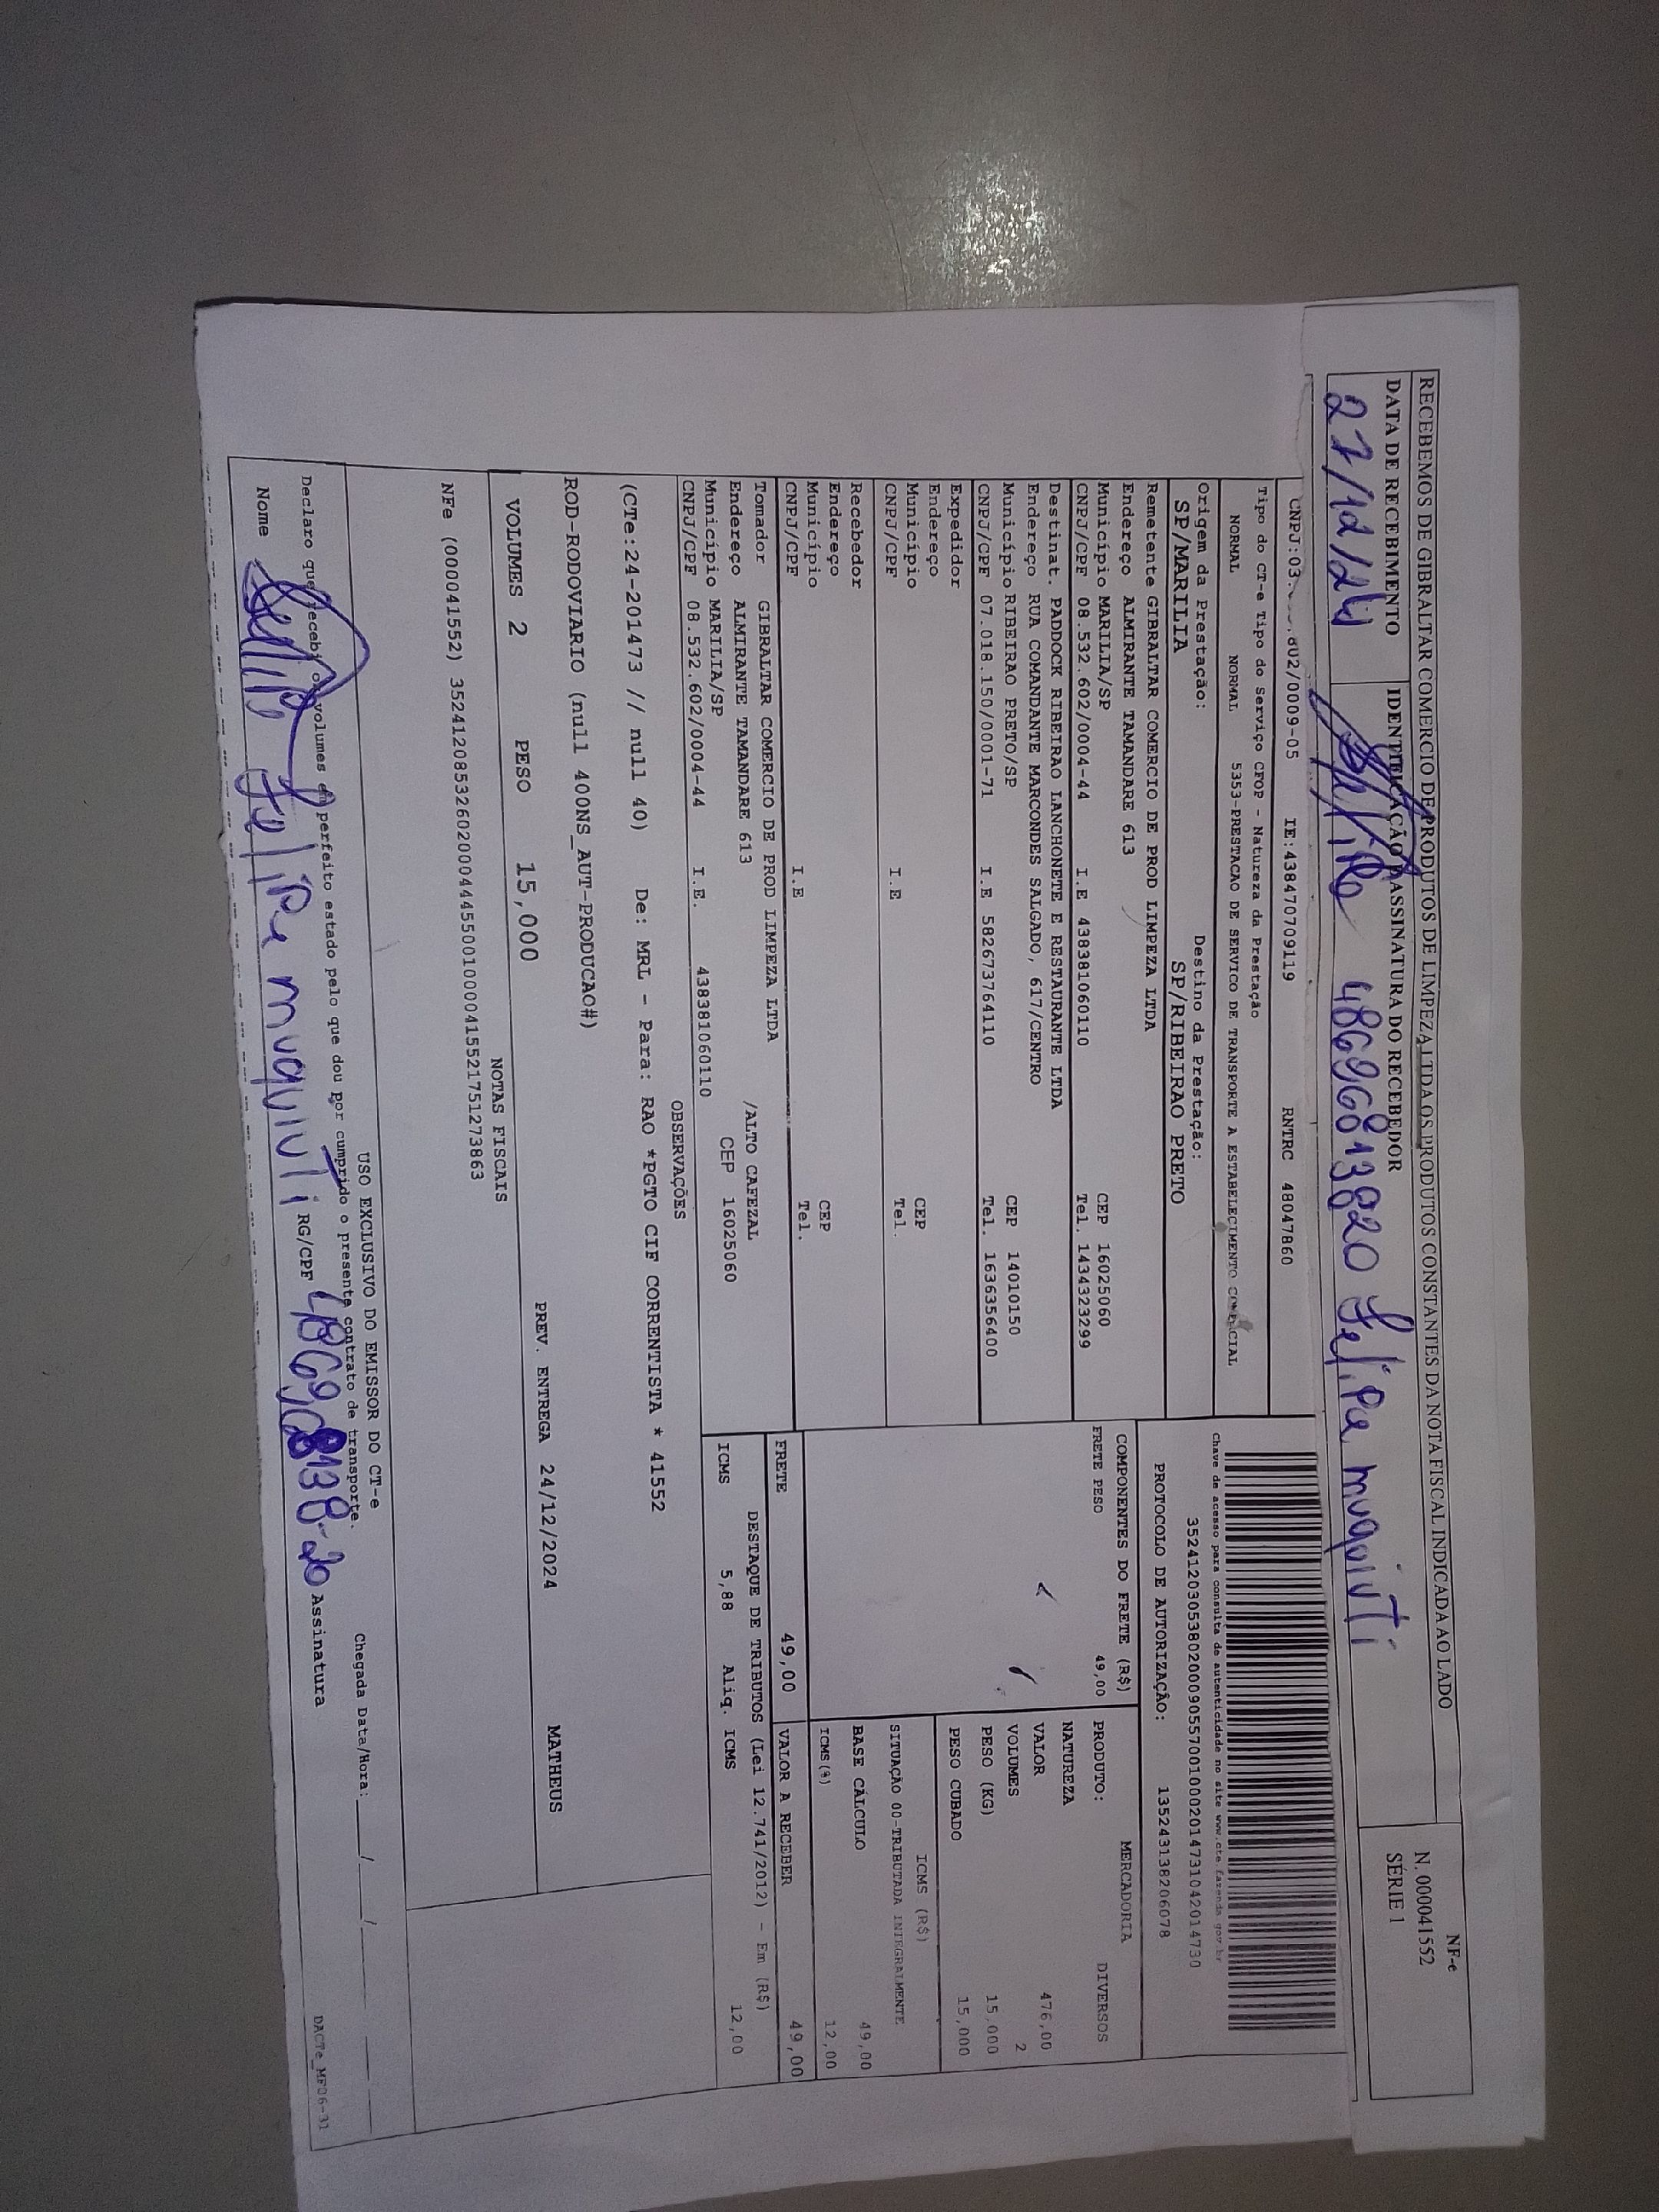 RECEBEMOS DE GIBRALTAR COMERCIO DE PRODUTOS DE LIMPEZA LTDA OS PRODUTOS CONSTANTES DA NOTA FISCAL INDICADA AO LADO
DATA DE RECEBIMENTO
IDENTIFICAÇÃO E ASSINATURA DO RECEBEDOR
27/12/24
Felipe muquiuti
NF-e
N. 000041552
SÉRIE 1
CNPJ:03. 802/0009-05 IE:438470709119 RNTRC 48047860
Tipo do CT-e Tipo do Serviço CFOP - Natureza da Prestação
NORMAL NORMAL 5353-PRESTACAO DE SERVICO DE TRANSPORTE A ESTABELECIMENTO COMERCIAL
Origem da Prestação: Destino da Prestação:
SP/MARILIA SP/RIBEIRAO PRETO
Remetente GIBRALTAR COMERCIO DE PROD LIMPEZA LTDA
Endereço ALMIRANTE TAMANDARE 613
Município MARILIA/SP CEP 16025060
CNPJ/CPF 08.532.602/0004-44 I.E 438381060110 Tel. 1434323299
Destinat. PADDOCK RIBEIRAO LANCHONETE E RESTAURANTE LTDA
Endereço RUA COMANDANTE MARCONDES SALGADO, 617/CENTRO
Município RIBEIRAO PRETO/SP CEP 14010150
CNPJ/CPF 07.018.150/0001-71 I.E 582673764110 Tel. 1636356400
Expedidor
Endereço
Município CEP
CNPJ/CPF I.E Tel.
Recebedor
Endereço
Município CEP
CNPJ/CPF I.E Tel.
Tomador GIBRALTAR COMERCIO DE PROD LIMPEZA LTDA
Endereço ALMIRANTE TAMANDARE 613 /ALTO CAFEZAL
Município MARILIA/SP CEP 16025060
CNPJ/CPF 08.532.602/0004-44 I.E. 438381060110
Chave de acesso para consulta de autenticidade no site www.cte.fazenda.gov.br
35241203053802000905570010002014731042014730
PROTOCOLO DE AUTORIZAÇÃO: 135243138206078
COMPONENTES DO FRETE (R$)
FRETE PESO 49,00
MERCADORIA
PRODUTO: DIVERSOS
NATUREZA
VALOR 476,00
VOLUMES 2
PESO (KG) 15,000
PESO CUBADO 15,000
ICMS (R$)
SITUAÇÃO 00-TRIBUTADA INTEGRALMENTE
BASE CÁLCULO 49,00
ICMS(%) 12,00
FRETE 49,00 VALOR A RECEBER 49,00
DESTAQUE DE TRIBUTOS (Lei 12.741/2012) - Em (R$)
ICMS 5,88 Aliq. ICMS 12,00
OBSERVAÇÕES
(CTe:24-201473 // null 40) De: MRL - Para: RAO *PGTO CIF CORRENTISTA * 41552
ROD-RODOVIARIO (null 400NS_AUT-PRODUCAO#)
VOLUMES 2 PESO 15,000 PREV. ENTREGA 24/12/2024 MATHEUS
NOTAS FISCAIS
NFe (000041552) 35241208532602000444550010000415521751273863
USO EXCLUSIVO DO EMISSOR DO CT-e
Chegada Data/Hora: ____/____/____
Declaro que recebi os volumes em perfeito estado pelo que dou por cumprido o presente contrato de transporte.
Nome Felipe muquiuti RG/CPF Assinatura
DACTe_MF06-31